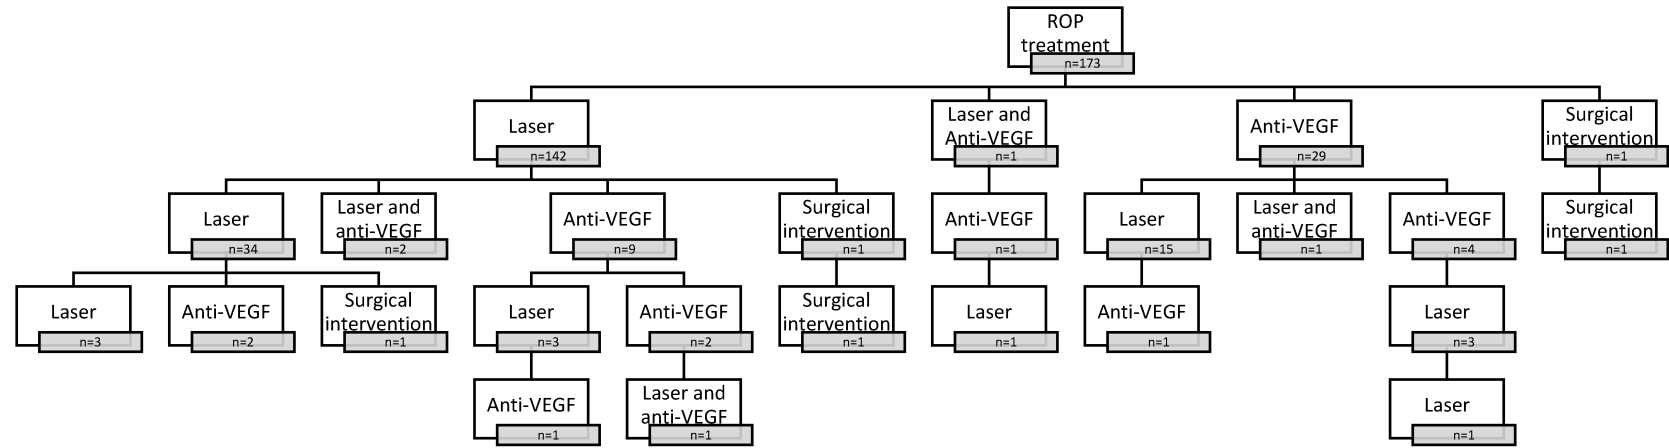 ROP
treatment
n=173
Laser
n=142
Laser and
Anti-VEGF
n=1
Anti-VEGF
n=29
Surgical
intervention
n=1
Laser
n=34
Laser and
anti-VEGF
n=2
Anti-VEGF
n=9
Surgical
intervention
n=1
Anti-VEGF
n=1
Laser
n=15
Laser and
anti-VEGF
n=1
Anti-VEGF
n=4
Surgical
intervention
n=1
Laser
n=3
Anti-VEGF
n=2
Surgical
intervention
n=1
Laser
n=3
Anti-VEGF
n=2
Surgical
intervention
n=1
Laser
n=1
Anti-VEGF
n=1
Laser
n=3
Anti-VEGF
n=1
Laser and
anti-VEGF
n=1
Laser
n=1